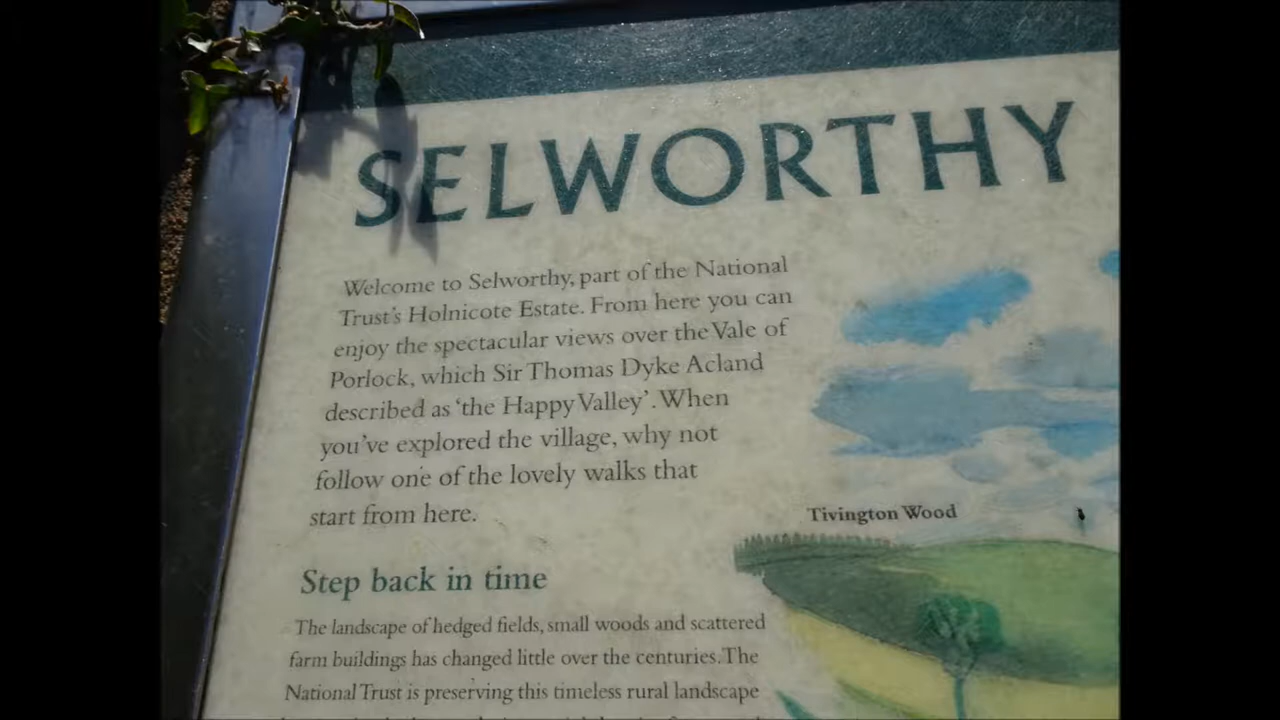 SELWORTHY
Welcome to Selworthy, part of the National
Trust's Holnicote Estate. From here you can
enjoy the spectacular views over the Vale of
Porlock, which Sir Thomas Dyke Acland
described as 'the Happy Valley'. When
you've explored the village, why not
follow one of the lovely walks that
start from here.
Tivington Wood
Step back in time
The landscape of hedged fields, small woods and scattered
farm buildings has changed little over the centuries. The
National Trust is preserving this timeless rural landscape